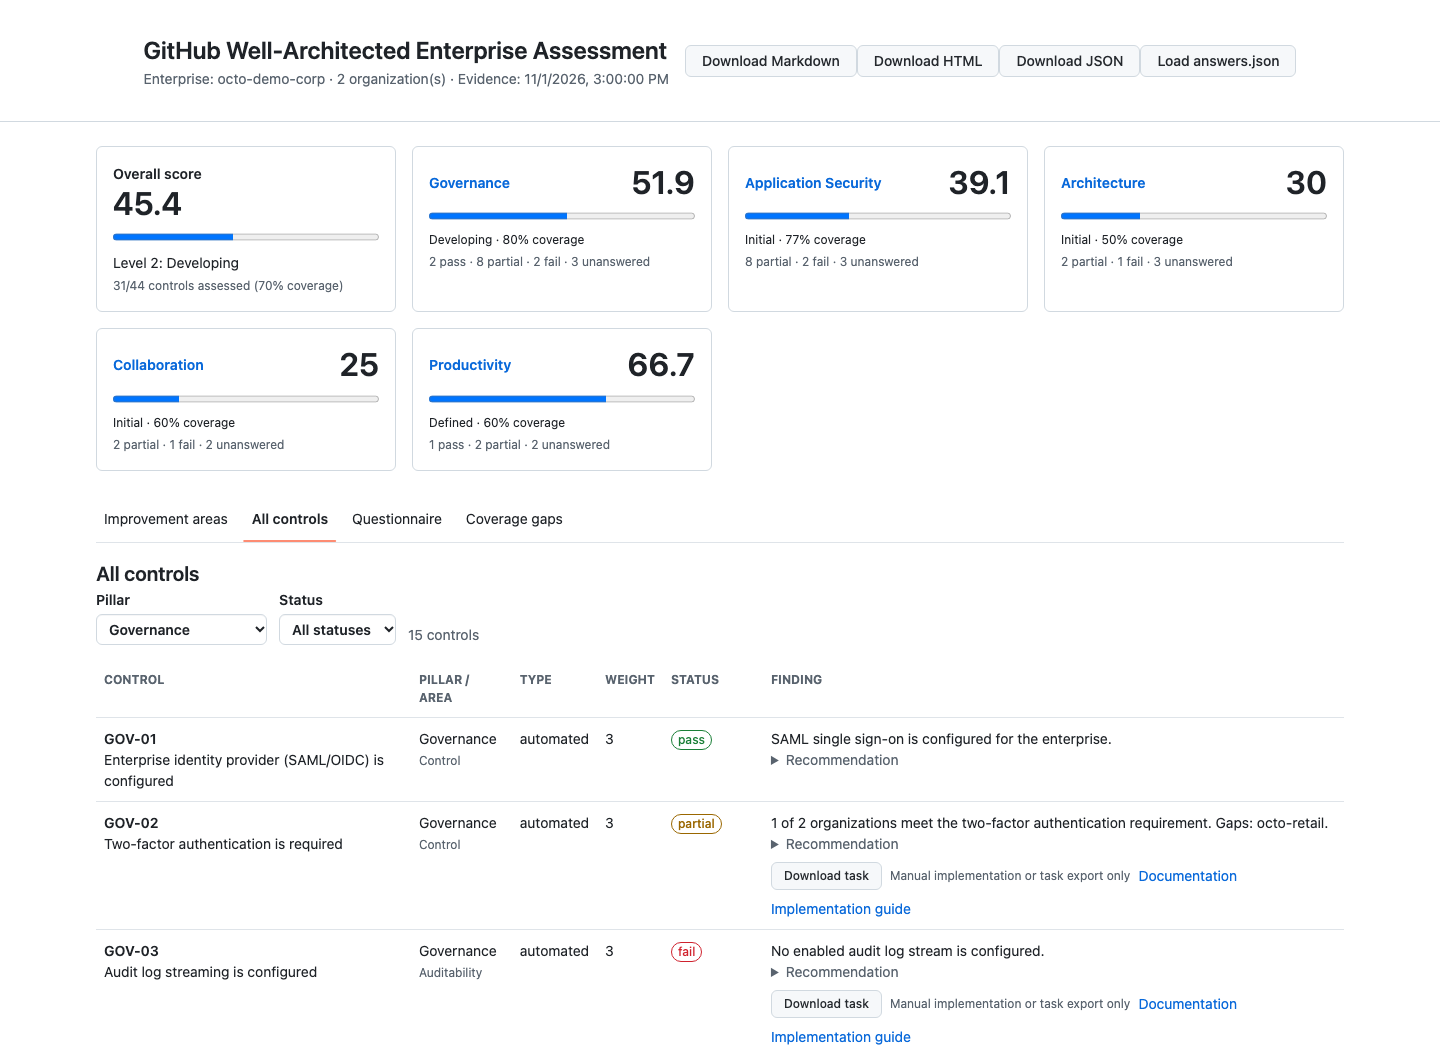 GitHub Well-Architected Enterprise Assessment
Enterprise: octo-demo-corp · 2 organization(s) · Evidence: 11/1/2026, 3:00:00 PM
Download Markdown
Download HTML
Download JSON
Load answers.json
Overall score
45.4
Level 2: Developing
31/44 controls assessed (70% coverage)
Governance
51.9
Developing · 80% coverage
2 pass · 8 partial · 2 fail · 3 unanswered
Application Security
39.1
Initial · 77% coverage
8 partial · 2 fail · 3 unanswered
Architecture
30
Initial · 50% coverage
2 partial · 1 fail · 3 unanswered
Collaboration
25
Initial · 60% coverage
2 partial · 1 fail · 2 unanswered
Productivity
66.7
Defined · 60% coverage
1 pass · 2 partial · 2 unanswered
Improvement areas
All controls
Questionnaire
Coverage gaps
All controls
Pillar
Status
Governance
All statuses
15 controls
CONTROL
PILLAR /
AREA
TYPE
WEIGHT
STATUS
FINDING
GOV-01
Enterprise identity provider (SAML/OIDC) is
configured
Governance
Control
automated
3
pass
SAML single sign-on is configured for the enterprise.
Recommendation
GOV-02
Two-factor authentication is required
Governance
Control
automated
3
partial
1 of 2 organizations meet the two-factor authentication requirement. Gaps: octo-retail.
Recommendation
Download task
Manual implementation or task export only
Documentation
Implementation guide
GOV-03
Audit log streaming is configured
Governance
Auditability
automated
3
fail
No enabled audit log stream is configured.
Recommendation
Download task
Manual implementation or task export only
Documentation
Implementation guide